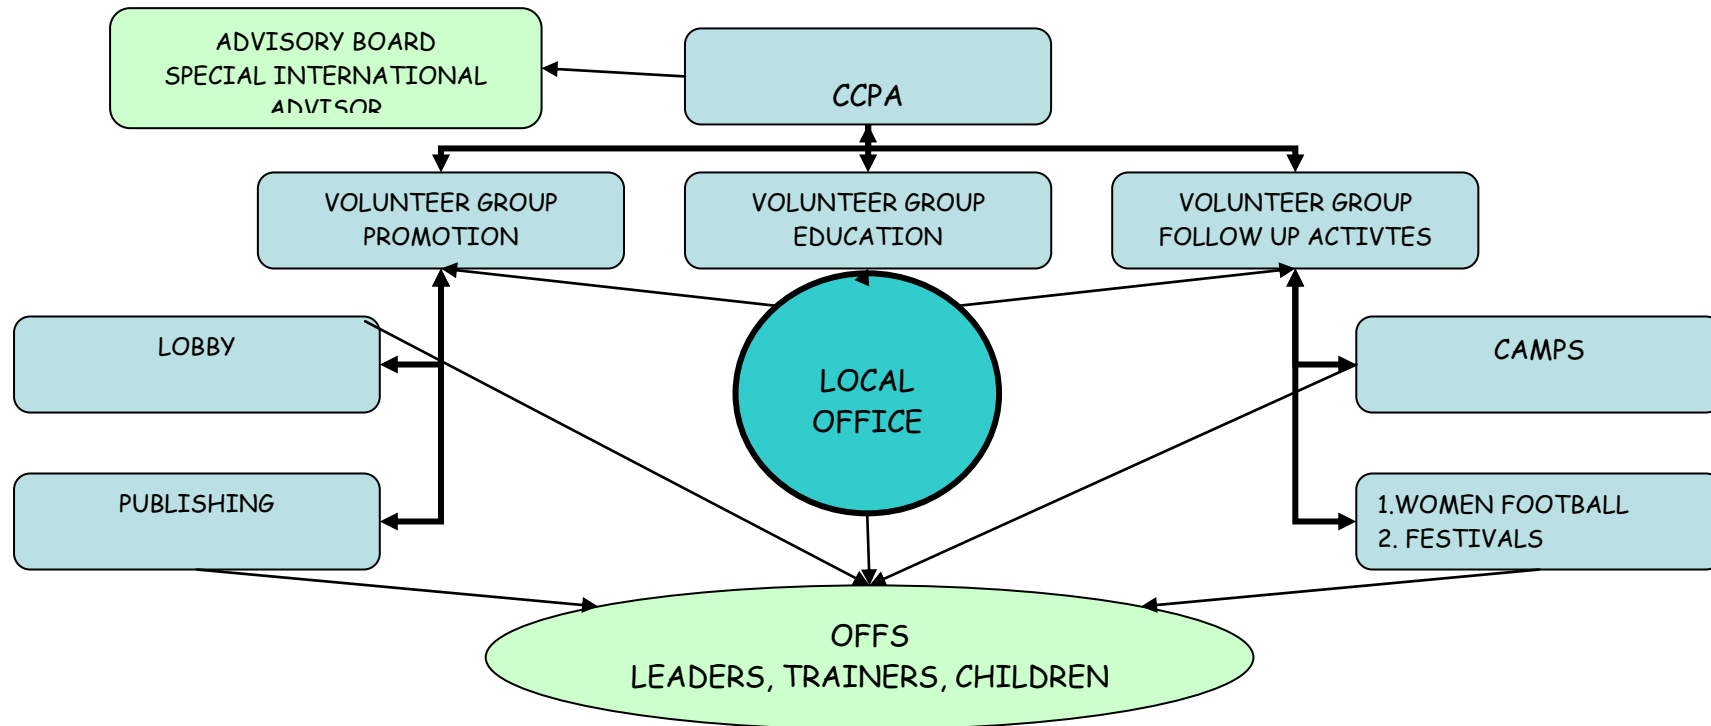 ADVISORY BOARD
SPECIAL INTERNATIONAL
ADVISOR
CCPA
VOLUNTEER GROUP
PROMOTION
VOLUNTEER GROUP
EDUCATION
VOLUNTEER GROUP
FOLLOW UP ACTIVTES
LOBBY
LOCAL
OFFICE
CAMPS
PUBLISHING
1.WOMEN FOOTBALL
2. FESTIVALS
OFFS
LEADERS, TRAINERS, CHILDREN